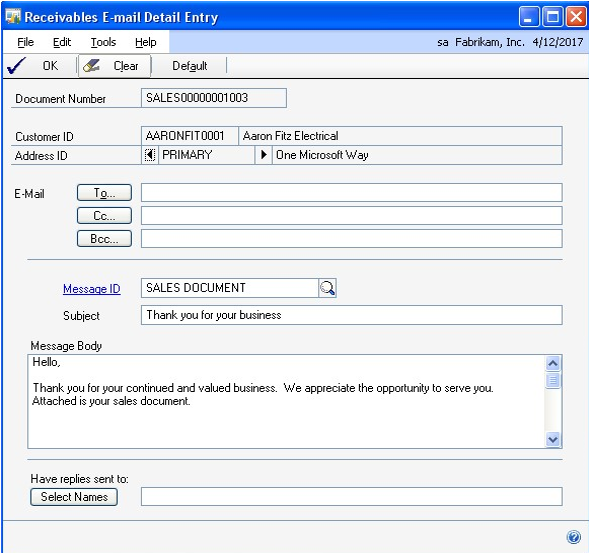 Receivables E-mail Detail Entry
File Edit Tools Help sa Fabrikam, Inc. 4/12/2017
OK Clear Default
Document Number SALES00000001003
Customer ID AARONFIT0001 Aaron Fitz Electrical
Address ID PRIMARY One Microsoft Way
E-Mail To...
Cc...
Bcc...
Message ID SALES DOCUMENT
Subject Thank you for your business
Message Body
Hello,
Thank you for your continued and valued business. We appreciate the opportunity to serve you.
Attached is your sales document.
Have replies sent to:
Select Names